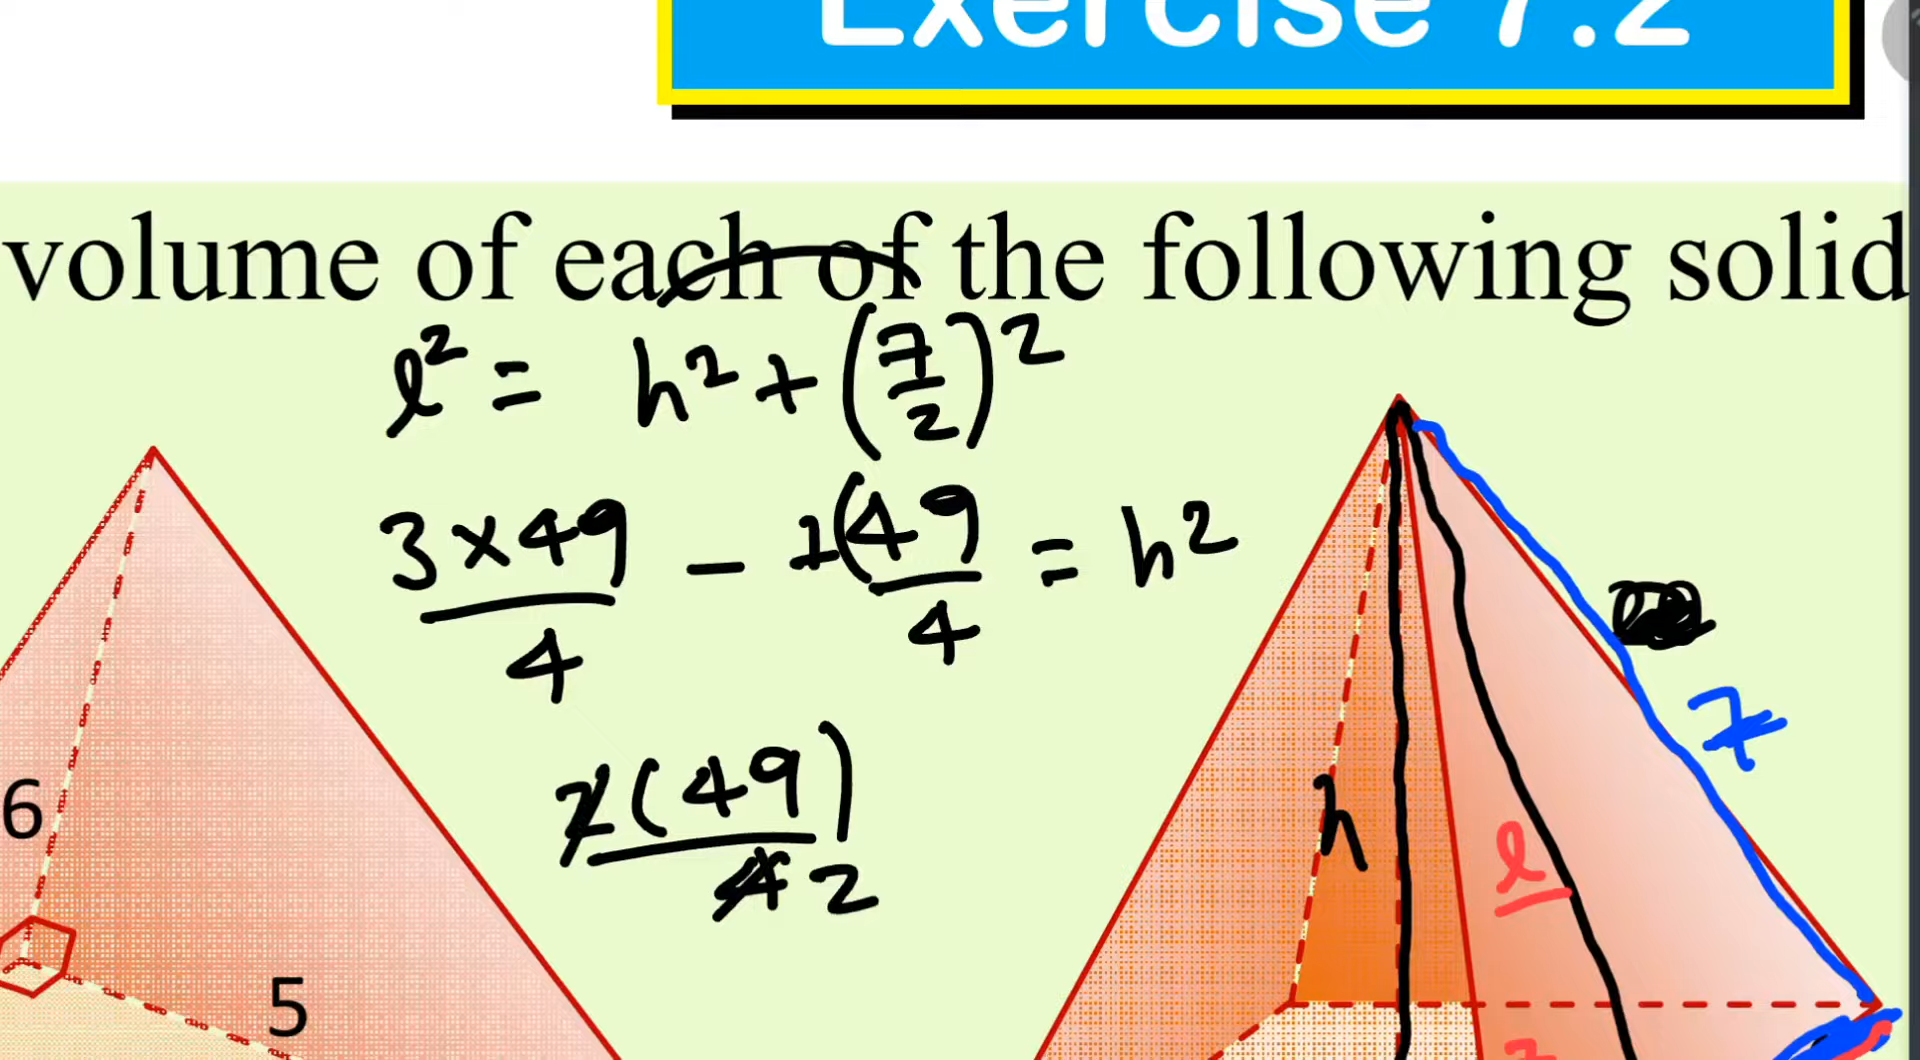 Exercise 7.2
volume of each of the following solid
l² = h² + (7/2)²
3×49/4 - 1(49/4 = h²
2(49)/4 2
6
5
h
l
7